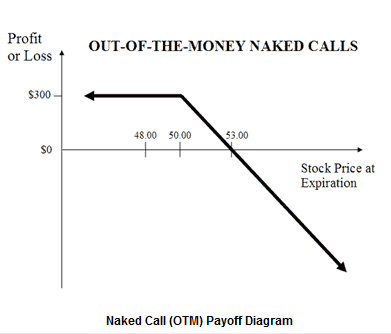 Profit
or Loss
OUT-OF-THE-MONEY NAKED CALLS
$300
48.00 50.00 53.00
$0
Stock Price at
Expiration
Naked Call (OTM) Payoff Diagram